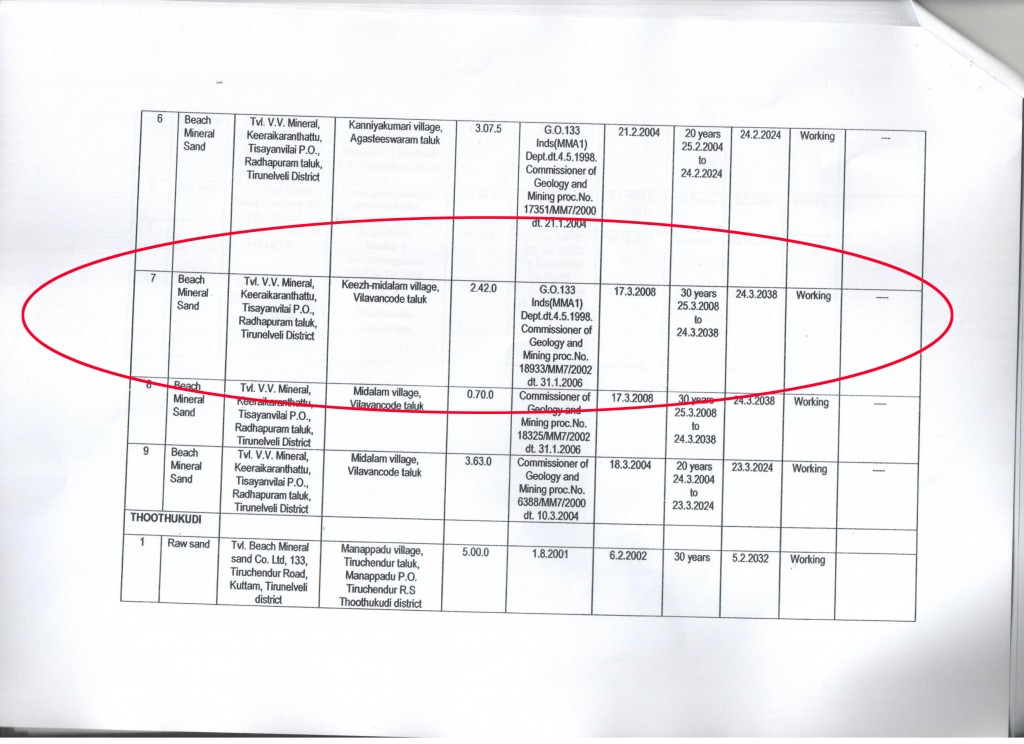 6
Beach
Mineral
Sand
Tvl. V.V. Mineral,
Keeraikaranthattu,
Tisayanvilai P.O.,
Radhapuram taluk,
Tirunelveli District
Kanniyakumari village,
Agasteeswaram taluk
3.07.5
G.O.133
Inds(MMA1)
Dept.dt.4.5.1998.
Commissioner of
Geology and
Mining proc.No.
17351/MM7/2000
dt. 21.1.2004
21.2.2004
20 years
25.2.2004
to
24.2.2024
24.2.2024
Working
---
7
Beach
Mineral
Sand
Tvl. V.V. Mineral,
Keeraikaranthattu,
Tisayanvilai P.O.,
Radhapuram taluk,
Tirunelveli District
Keezh-midalam village,
Vilavancode taluk
2.42.0
G.O.133
Inds(MMA1)
Dept.dt.4.5.1998.
Commissioner of
Geology and
Mining proc.No.
18933/MM7/2002
dt. 31.1.2006
17.3.2008
30 years
25.3.2008
to
24.3.2038
24.3.2038
Working
----
8
Beach
Mineral
Sand
Tvl. V.V. Mineral,
Keeraikaranthattu,
Tisayanvilai P.O.,
Radhapuram taluk,
Tirunelveli District
Midalam village,
Vilavancode taluk
0.70.0
Commissioner of
Geology and
Mining proc.No.
18325/MM7/2002
dt. 31.1.2006
17.3.2008
30 years
25.3.2008
to
24.3.2038
24.3.2038
Working
----
9
Beach
Mineral
Sand
Tvl. V.V. Mineral,
Keeraikaranthattu,
Tisayanvilai P.O.,
Radhapuram taluk,
Tirunelveli District
Midalam village,
Vilavancode taluk
3.63.0
Commissioner of
Geology and
Mining proc.No.
6388/MM7/2000
dt. 10.3.2004
18.3.2004
20 years
24.3.2004
to
23.3.2024
23.3.2024
Working
----
THOOTHUKUDI
1
Raw sand
Tvl. Beach Mineral
sand Co. Ltd, 133,
Tiruchendur Road,
Kuttam, Tirunelveli
district
Manappadu village,
Tiruchendur taluk,
Manappadu P.O.
Tiruchendur R.S
Thoothukudi district
5.00.0
1.8.2001
6.2.2002
30 years
5.2.2032
Working